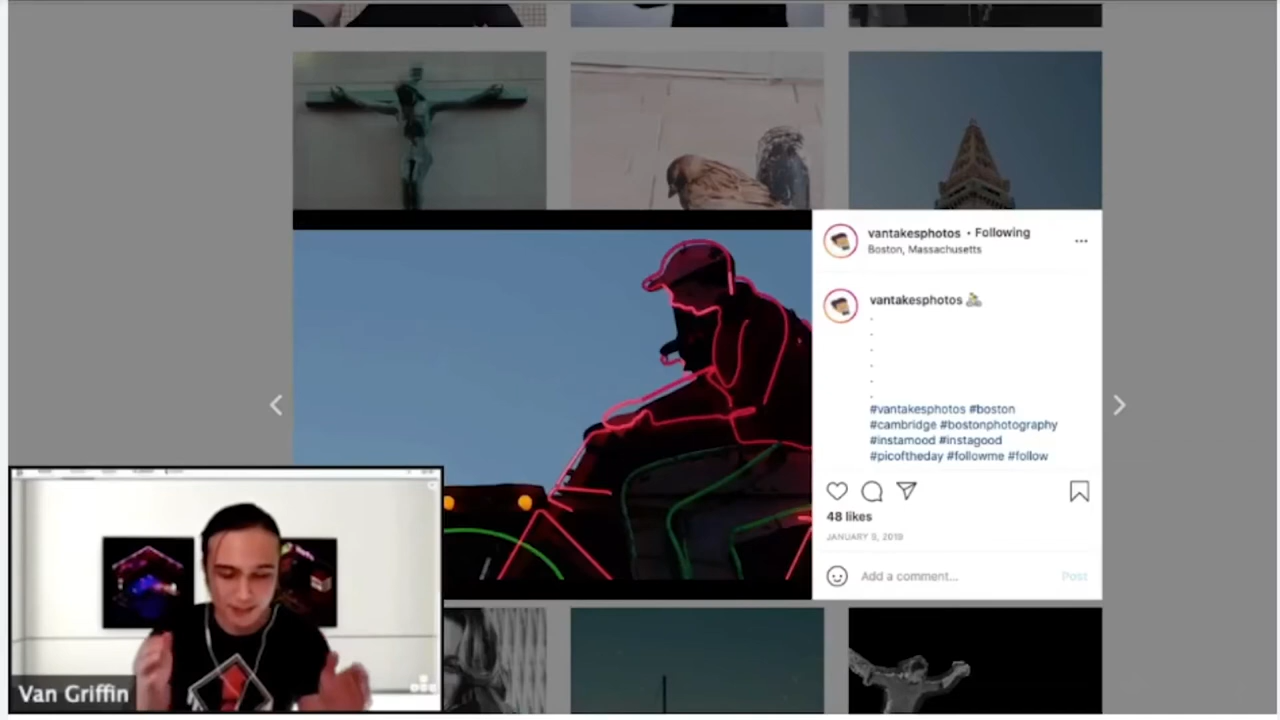 vantakesphotos • Following
Boston, Massachusetts
vantakesphotos 🚴
.
.
.
.
.
.
#vantakesphotos #boston
#cambridge #bostonphotography
#instamood #instagood
#picoftheday #followme #follow
48 likes
JANUARY 9, 2019
Add a comment... Post
Van Griffin